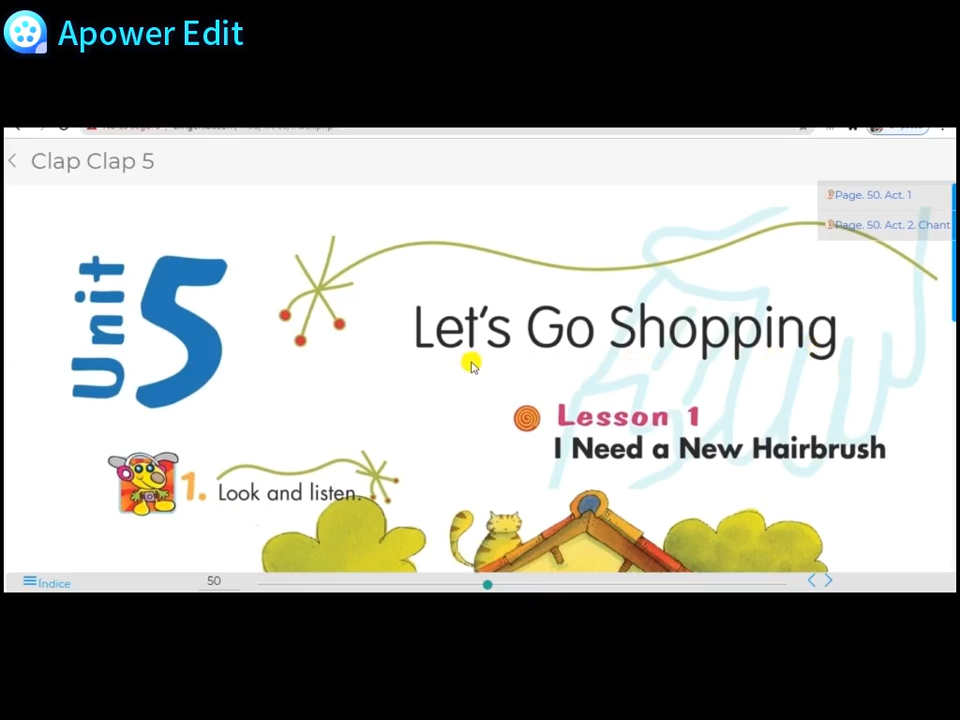 Apower Edit
Clap Clap 5
Page. 50. Act. 1
Page. 50. Act. 2. Chant
Unit 5
Let's Go Shopping
Lesson 1
I Need a New Hairbrush
1. Look and listen.
Índice
50